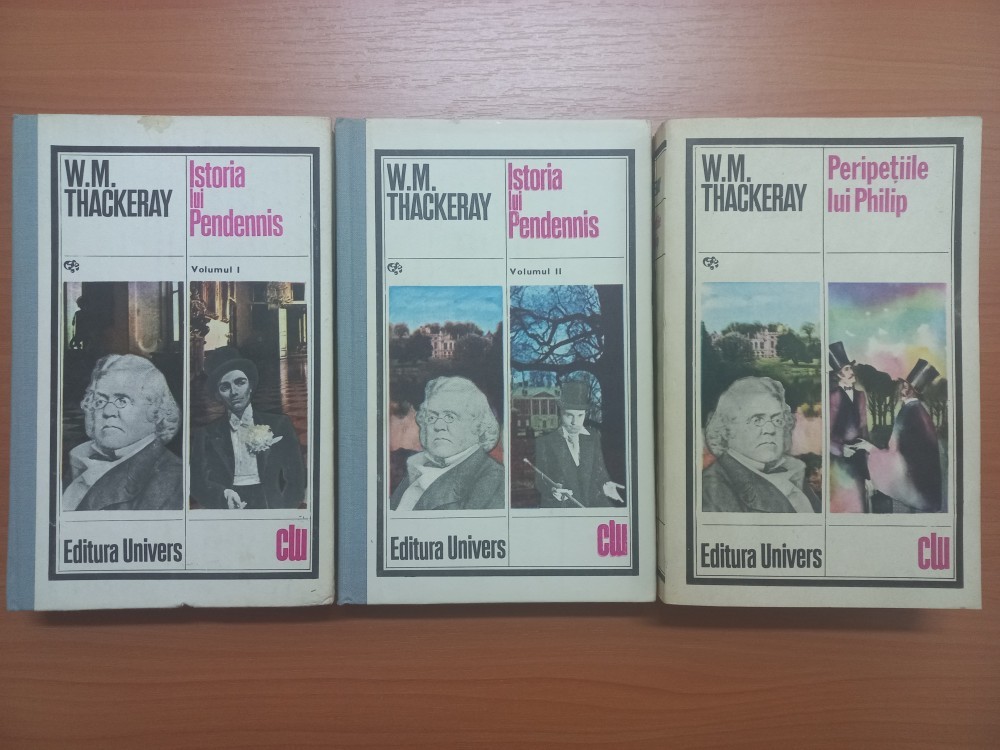 W.M.
THACKERAY
Istoria
lui
Pendennis
Volumul I
Editura Univers
clu
W.M.
THACKERAY
Istoria
lui
Pendennis
Volumul II
Editura Univers
clu
W.M.
THACKERAY
Peripețiile
lui Philip
Editura Univers
clu